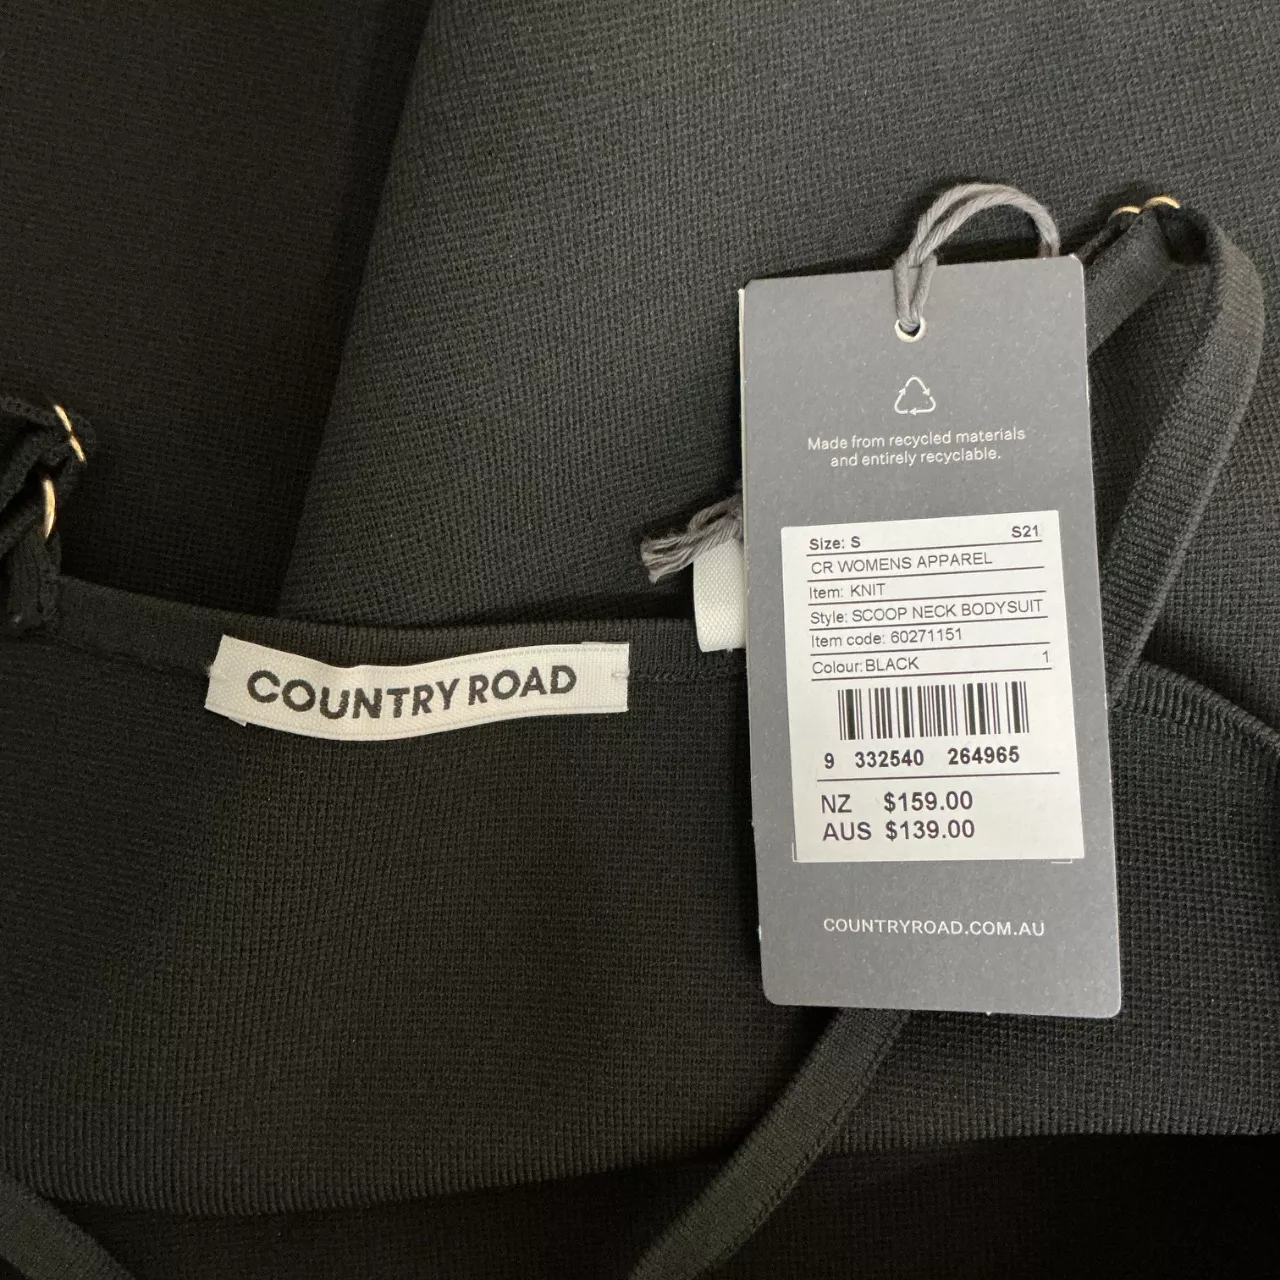 Made from recycled materials
and entirely recyclable.
Size: S S21
CR WOMENS APPAREL
Item: KNIT
Style: SCOOP NECK BODYSUIT
Item code: 60271151
Colour: BLACK 1
9 332540 264965
NZ $159.00
AUS $139.00
COUNTRYROAD.COM.AU
COUNTRY ROAD